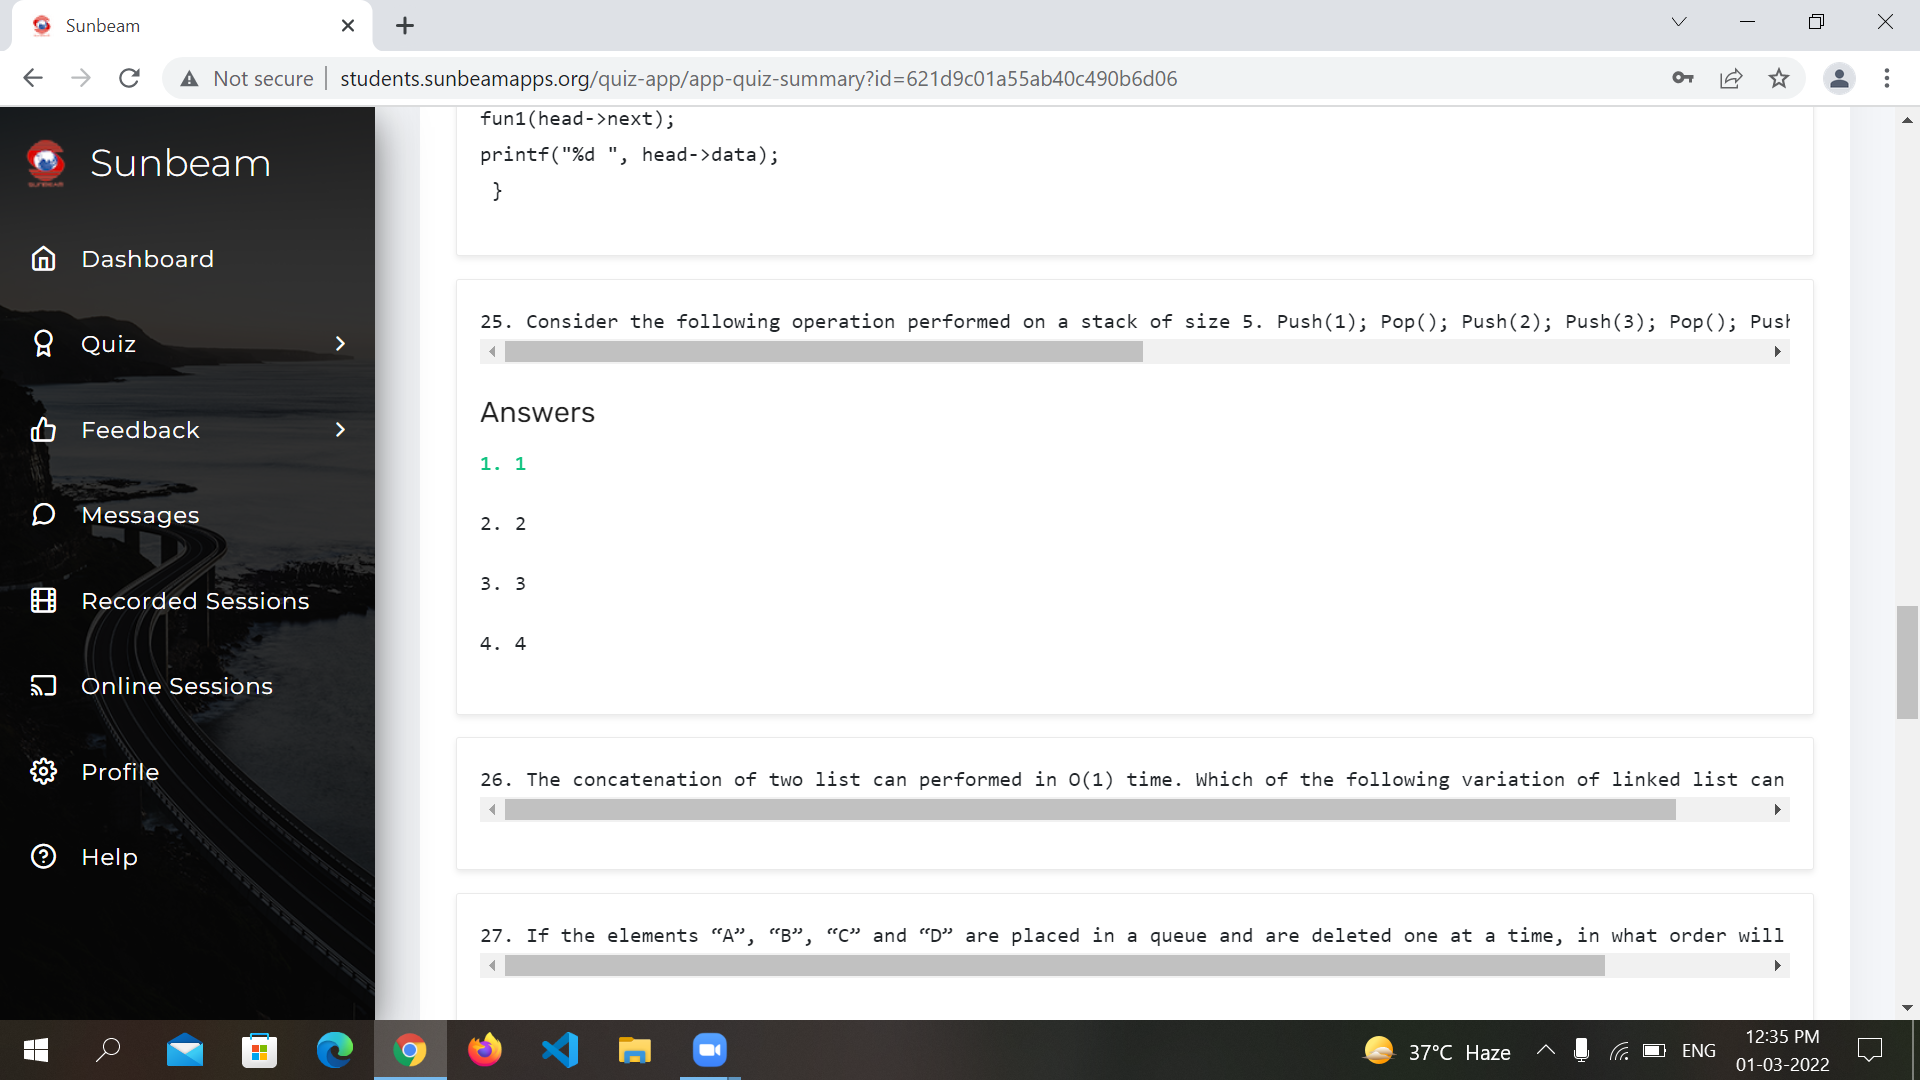 Sunbeam
Not secure
students.sunbeamapps.org/quiz-app/app-quiz-summary?id=621d9c01a55ab40c490b6d06
SUNBEAM
Sunbeam
Dashboard
Quiz
Feedback
Messages
Recorded Sessions
Online Sessions
Profile
Help
fun1(head->next);
printf("%d ", head->data);
}
25. Consider the following operation performed on a stack of size 5. Push(1); Pop(); Push(2); Push(3); Pop(); Push
Answers
1. 1
2. 2
3. 3
4. 4
26. The concatenation of two list can performed in O(1) time. Which of the following variation of linked list can
27. If the elements “A”, “B”, “C” and “D” are placed in a queue and are deleted one at a time, in what order will
37°C Haze
ENG
12:35 PM
01-03-2022